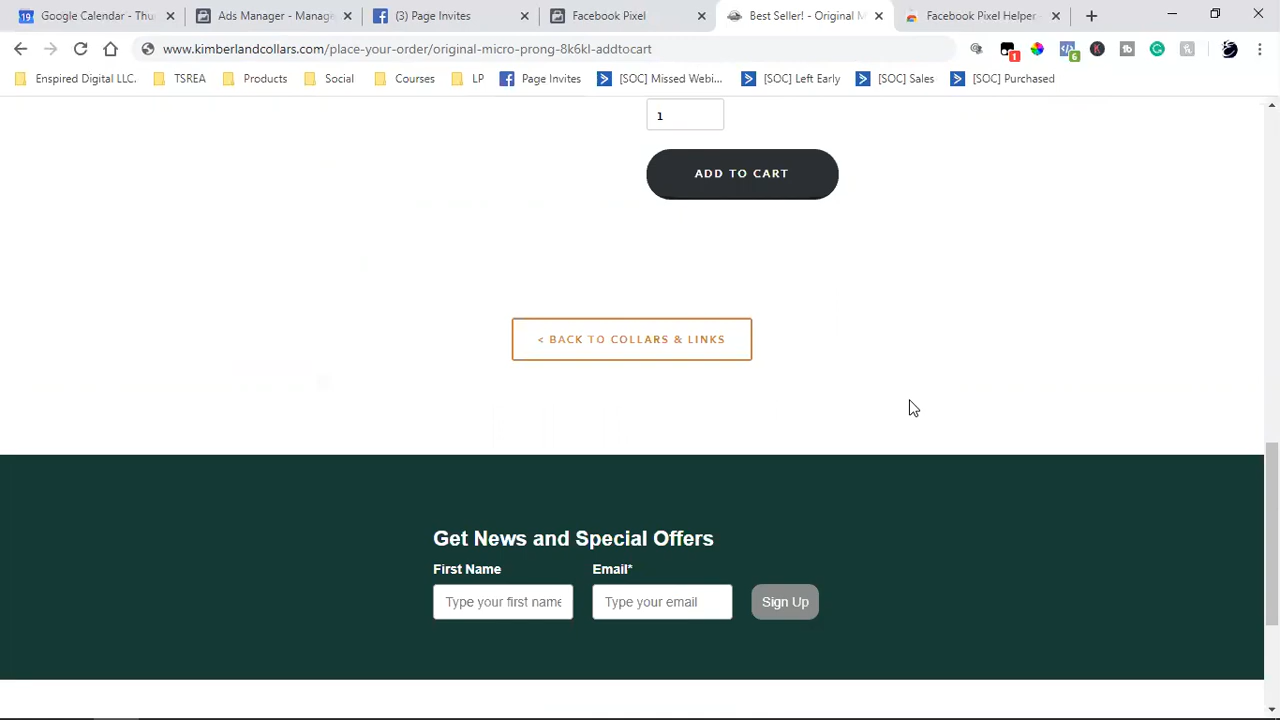 Google Calendar - Thu
Ads Manager - Manage
(3) Page Invites
Facebook Pixel
Best Seller! - Original M
Facebook Pixel Helper -
www.kimberlandcollars.com/place-your-order/original-micro-prong-8k6kl-addtocart
Enspired Digital LLC.
TSREA
Products
Social
Courses
LP
Page Invites
[SOC] Missed Webi...
[SOC] Left Early
[SOC] Sales
[SOC] Purchased
1
ADD TO CART
< BACK TO COLLARS & LINKS
Get News and Special Offers
First Name Email*
Type your first name Type your email Sign Up